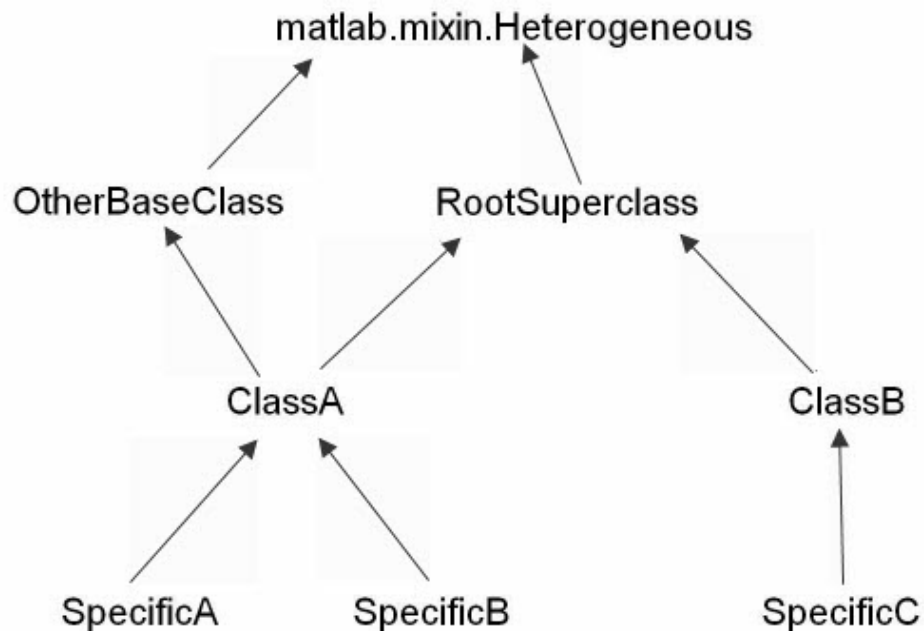 matlab.mixin.Heterogeneous
OtherBaseClass
RootSuperclass
ClassA
ClassB
SpecificA
SpecificB
SpecificC